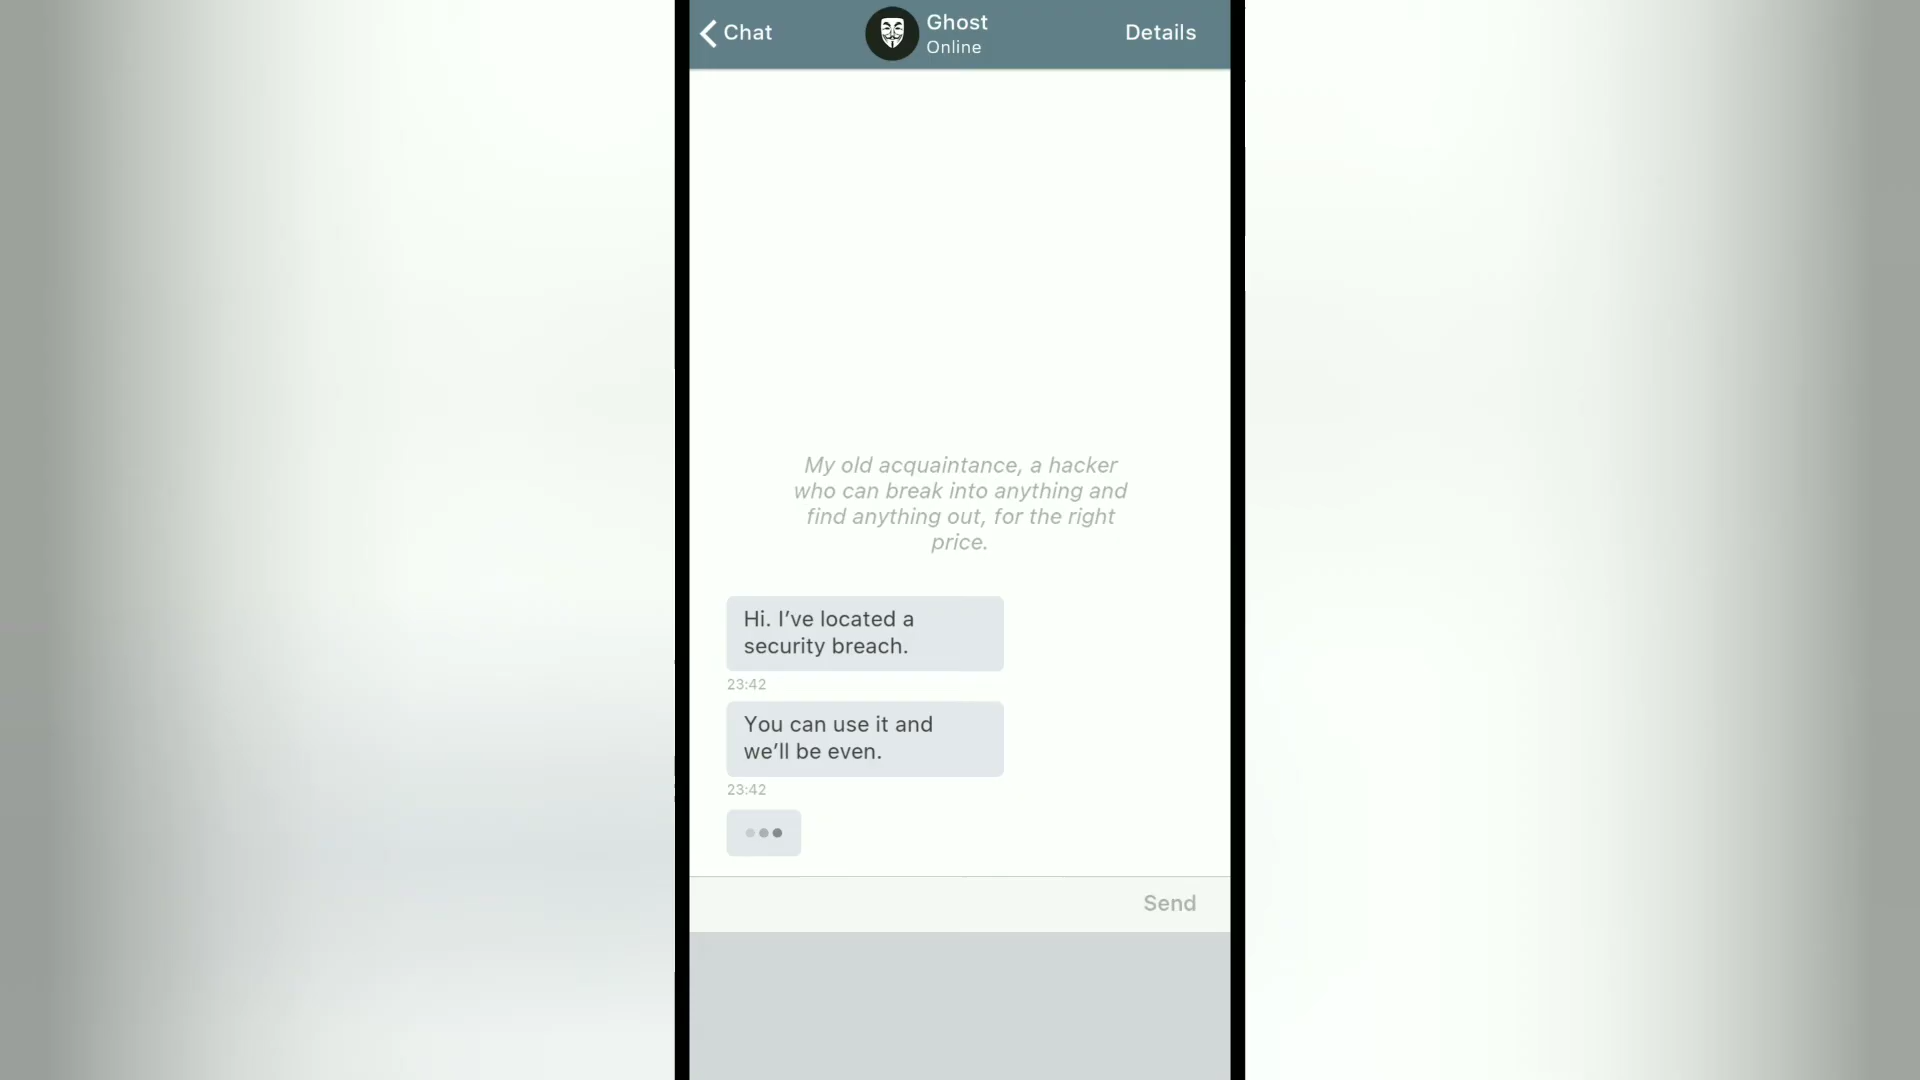 Chat
Ghost
Online
Details
My old acquaintance, a hacker
who can break into anything and
find anything out, for the right
price.
Hi. I’ve located a
security breach.
23:42
You can use it and
we’ll be even.
23:42
Send